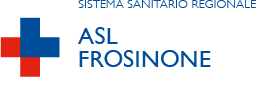 SISTEMA SANITARIO REGIONALE
ASL
FROSINONE